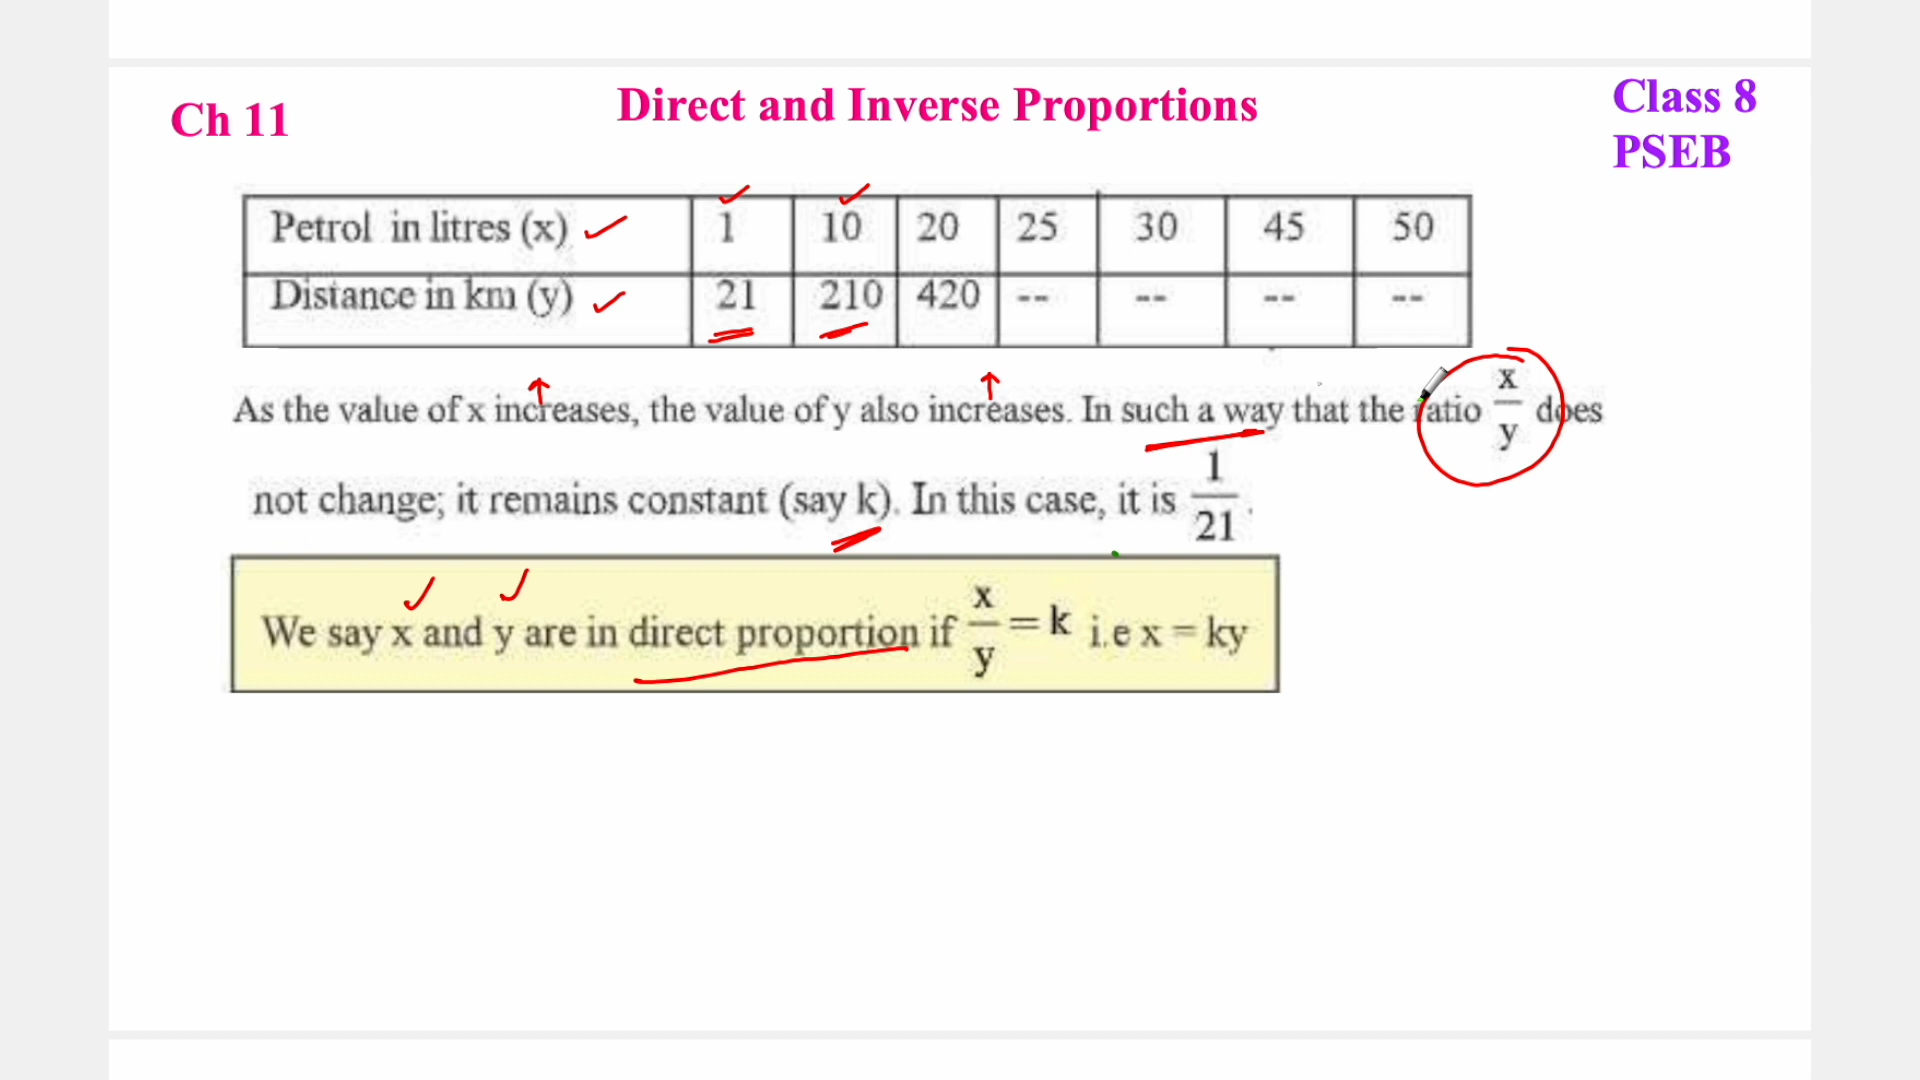 Ch 11
Direct and Inverse Proportions
Class 8
PSEB
Petrol in litres (x) 1 10 20 25 30 45 50
Distance in km (y) 21 210 420 -- -- -- --
As the value of x increases, the value of y also increases. In such a way that the ratio x/y does
not change; it remains constant (say k). In this case, it is 1/21.
We say x and y are in direct proportion if x/y = k i.e x = ky